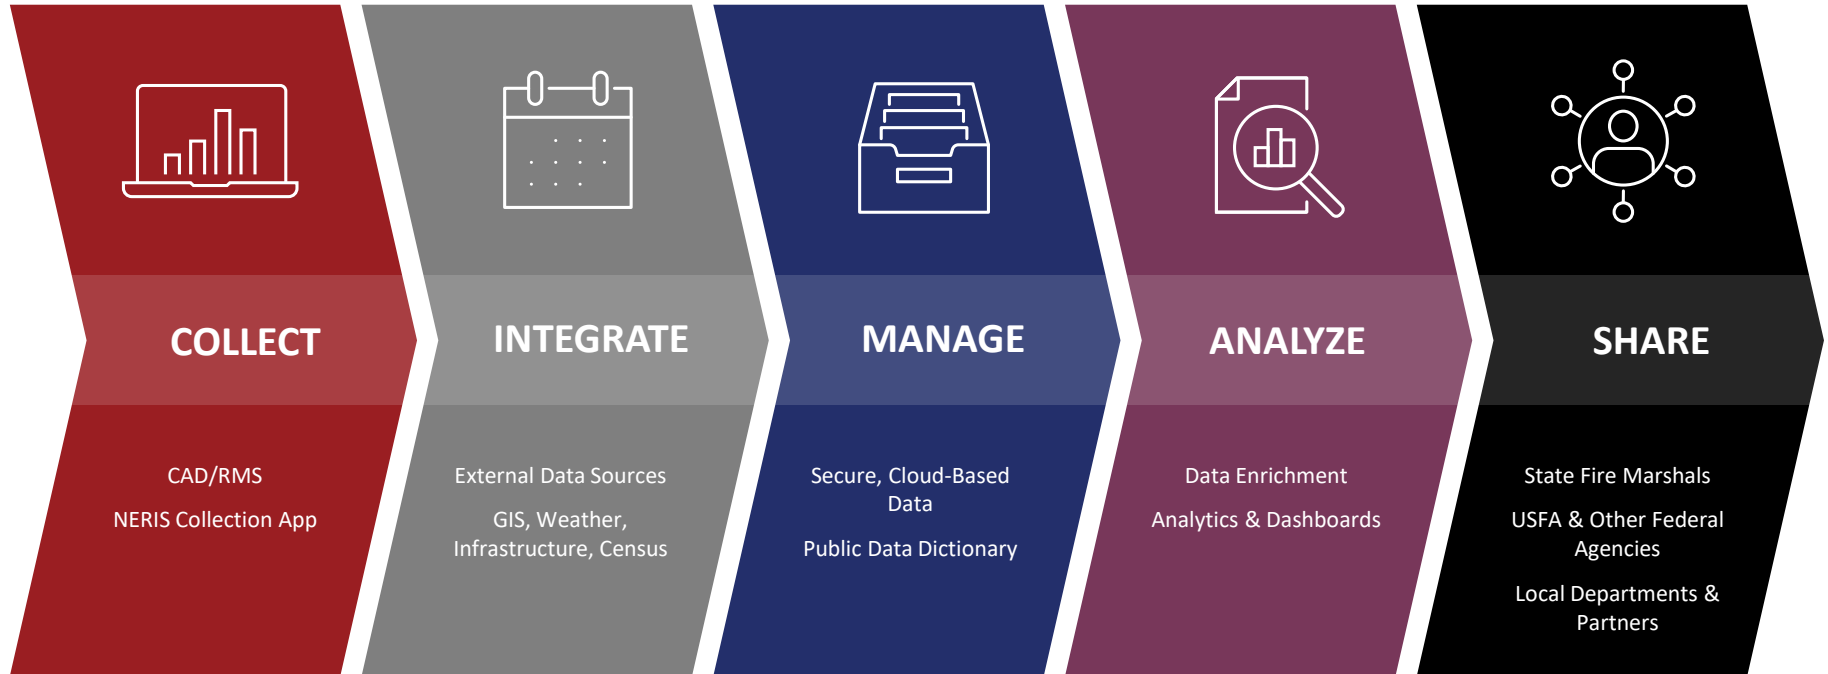 COLLECT
CAD/RMS
NERIS Collection App
INTEGRATE
External Data Sources
GIS, Weather,
Infrastructure, Census
MANAGE
Secure, Cloud-Based
Data
Public Data Dictionary
ANALYZE
Data Enrichment
Analytics & Dashboards
SHARE
State Fire Marshals
USFA & Other Federal
Agencies
Local Departments &
Partners